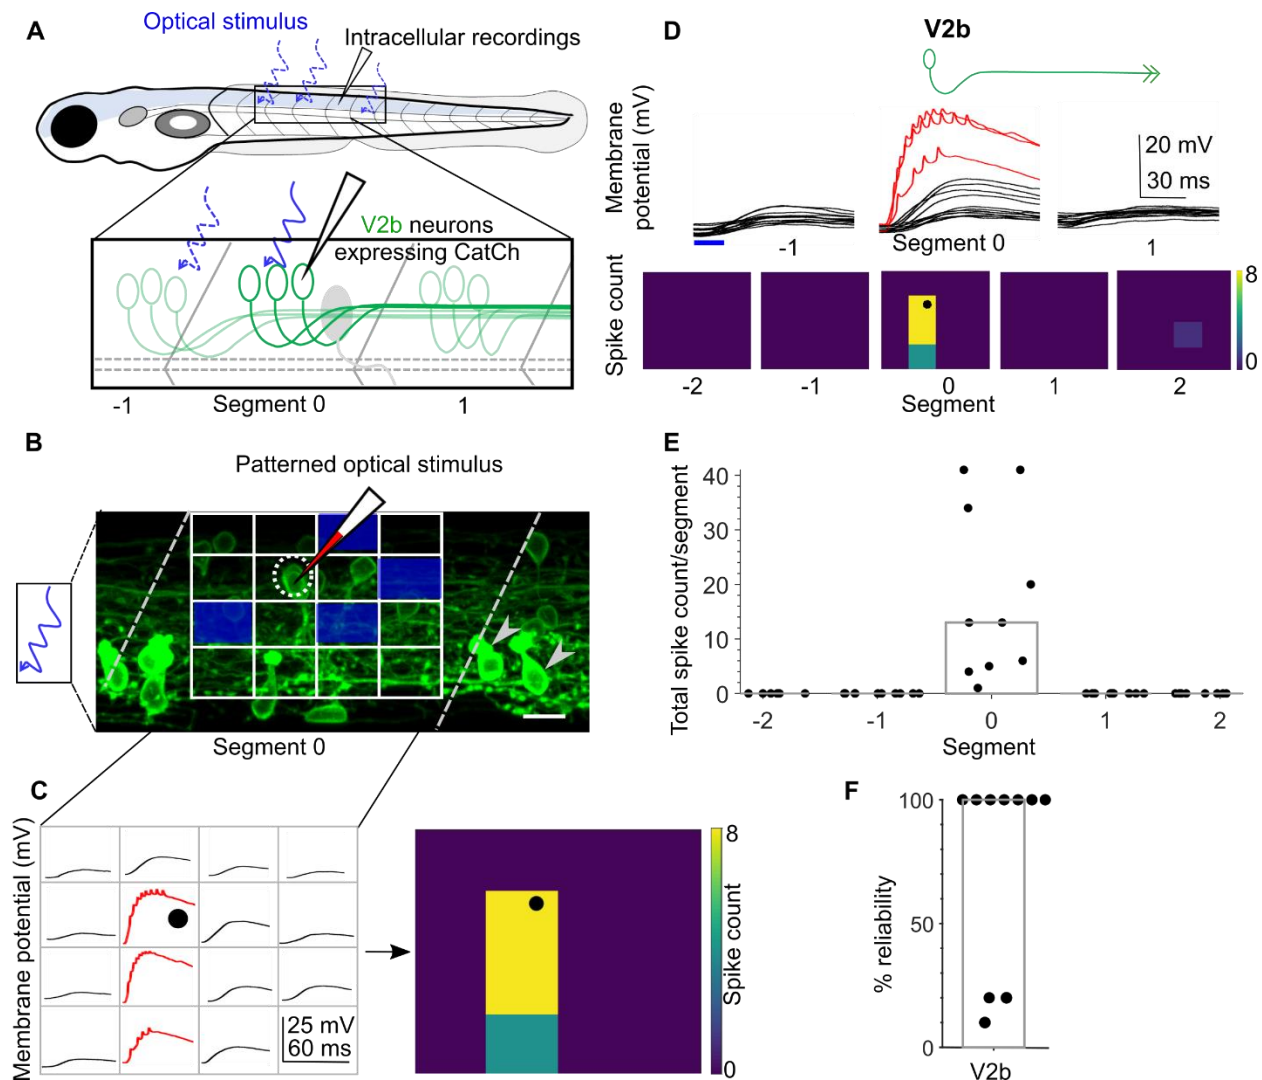 A
Optical stimulus
Intracellular recordings
V2b neurons
expressing CatCh
-1
Segment 0
1
B
Patterned optical stimulus
Segment 0
C
Membrane potential (mV)
25 mV
60 ms
8
Spike count
0
D
V2b
Membrane
potential (mV)
20 mV
30 ms
-1
Segment 0
1
Spike count
8
0
-2
-1
0
1
2
Segment
E
Total spike count/segment
40
30
20
10
0
-2
-1
0
1
2
Segment
F
% reliability
100
50
0
V2b